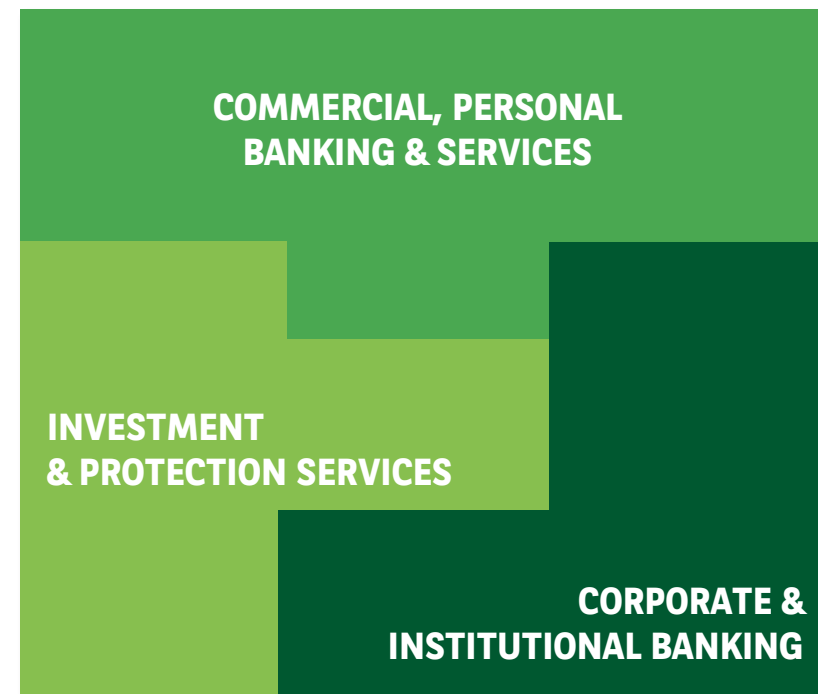 COMMERCIAL, PERSONAL
BANKING & SERVICES
INVESTMENT
& PROTECTION SERVICES
CORPORATE &
INSTITUTIONAL BANKING